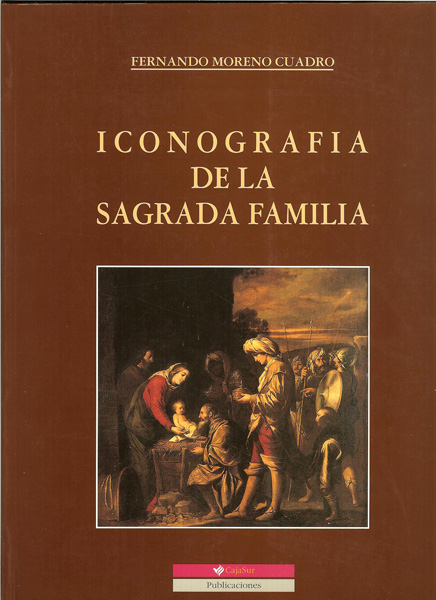 FERNANDO MORENO CUADRO
ICONOGRAFIA
DE LA
SAGRADA FAMILIA
CajaSur
Publicaciones